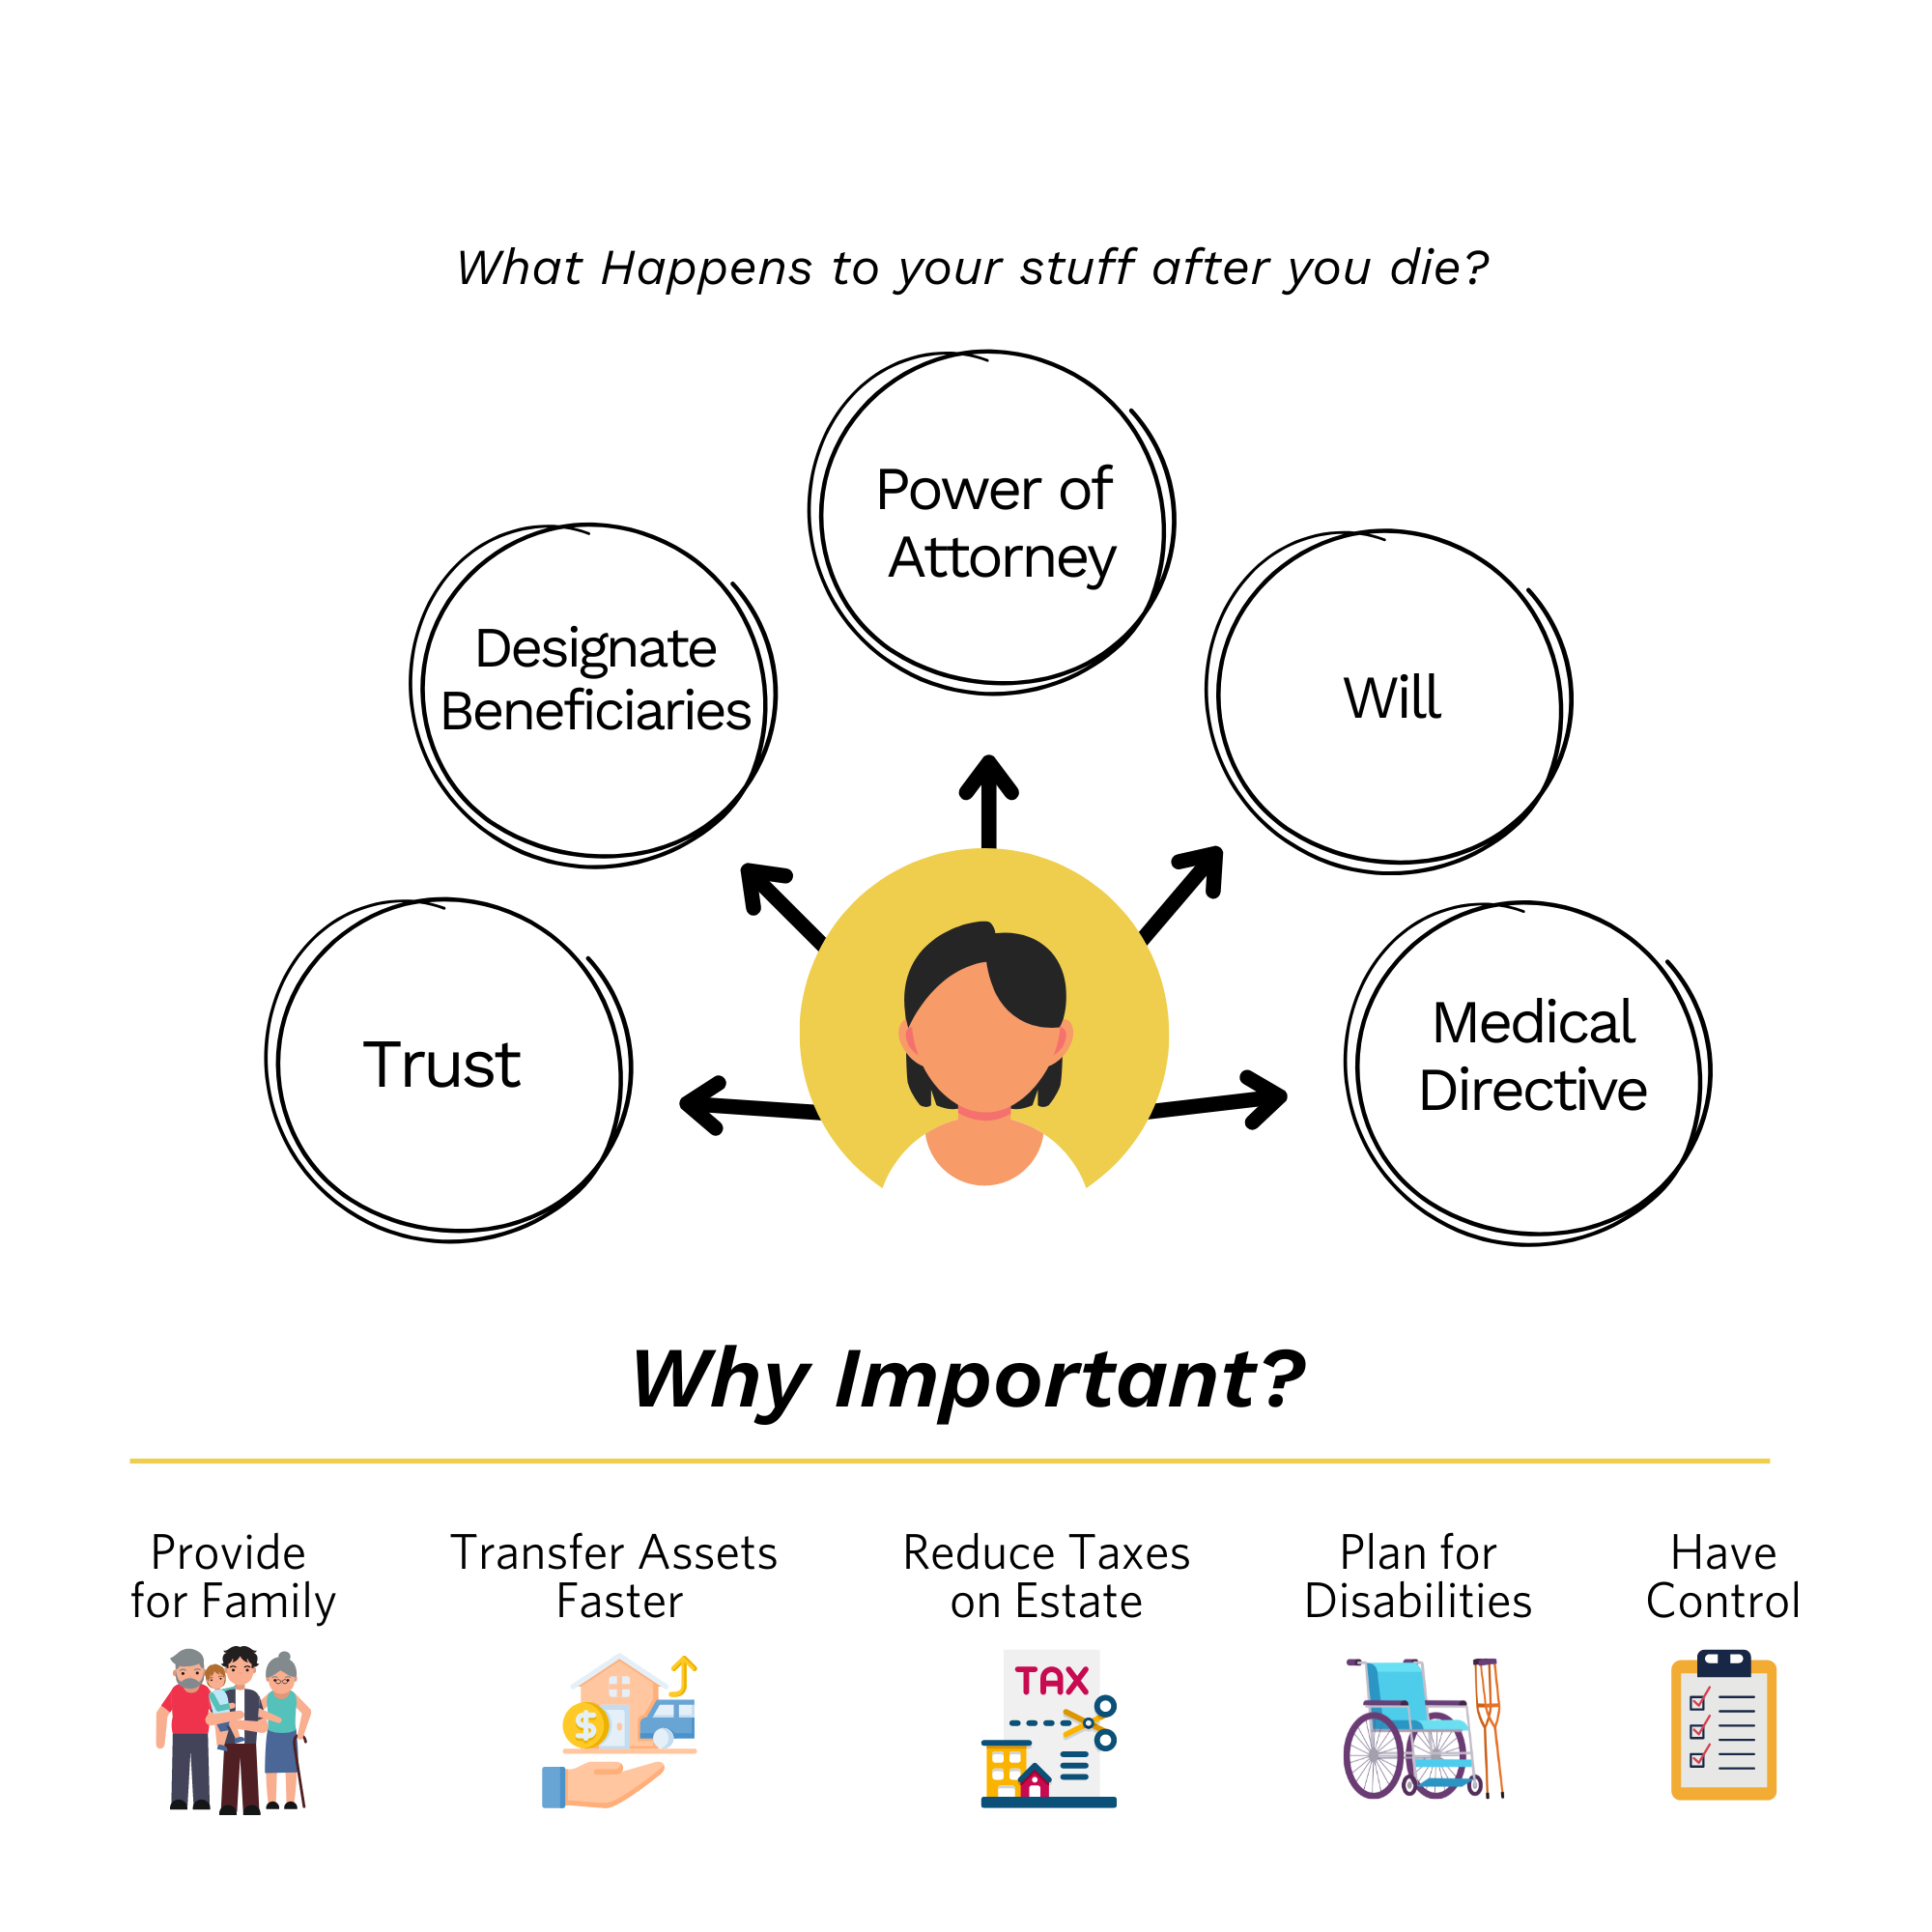 What Happens to your stuff after you die?
Power of
Attorney
Designate
Beneficiaries
Will
Trust
Medical
Directive
Why Important?
Provide
for Family
Transfer Assets
Faster
Reduce Taxes
on Estate
Plan for
Disabilities
Have
Control
$
TAX